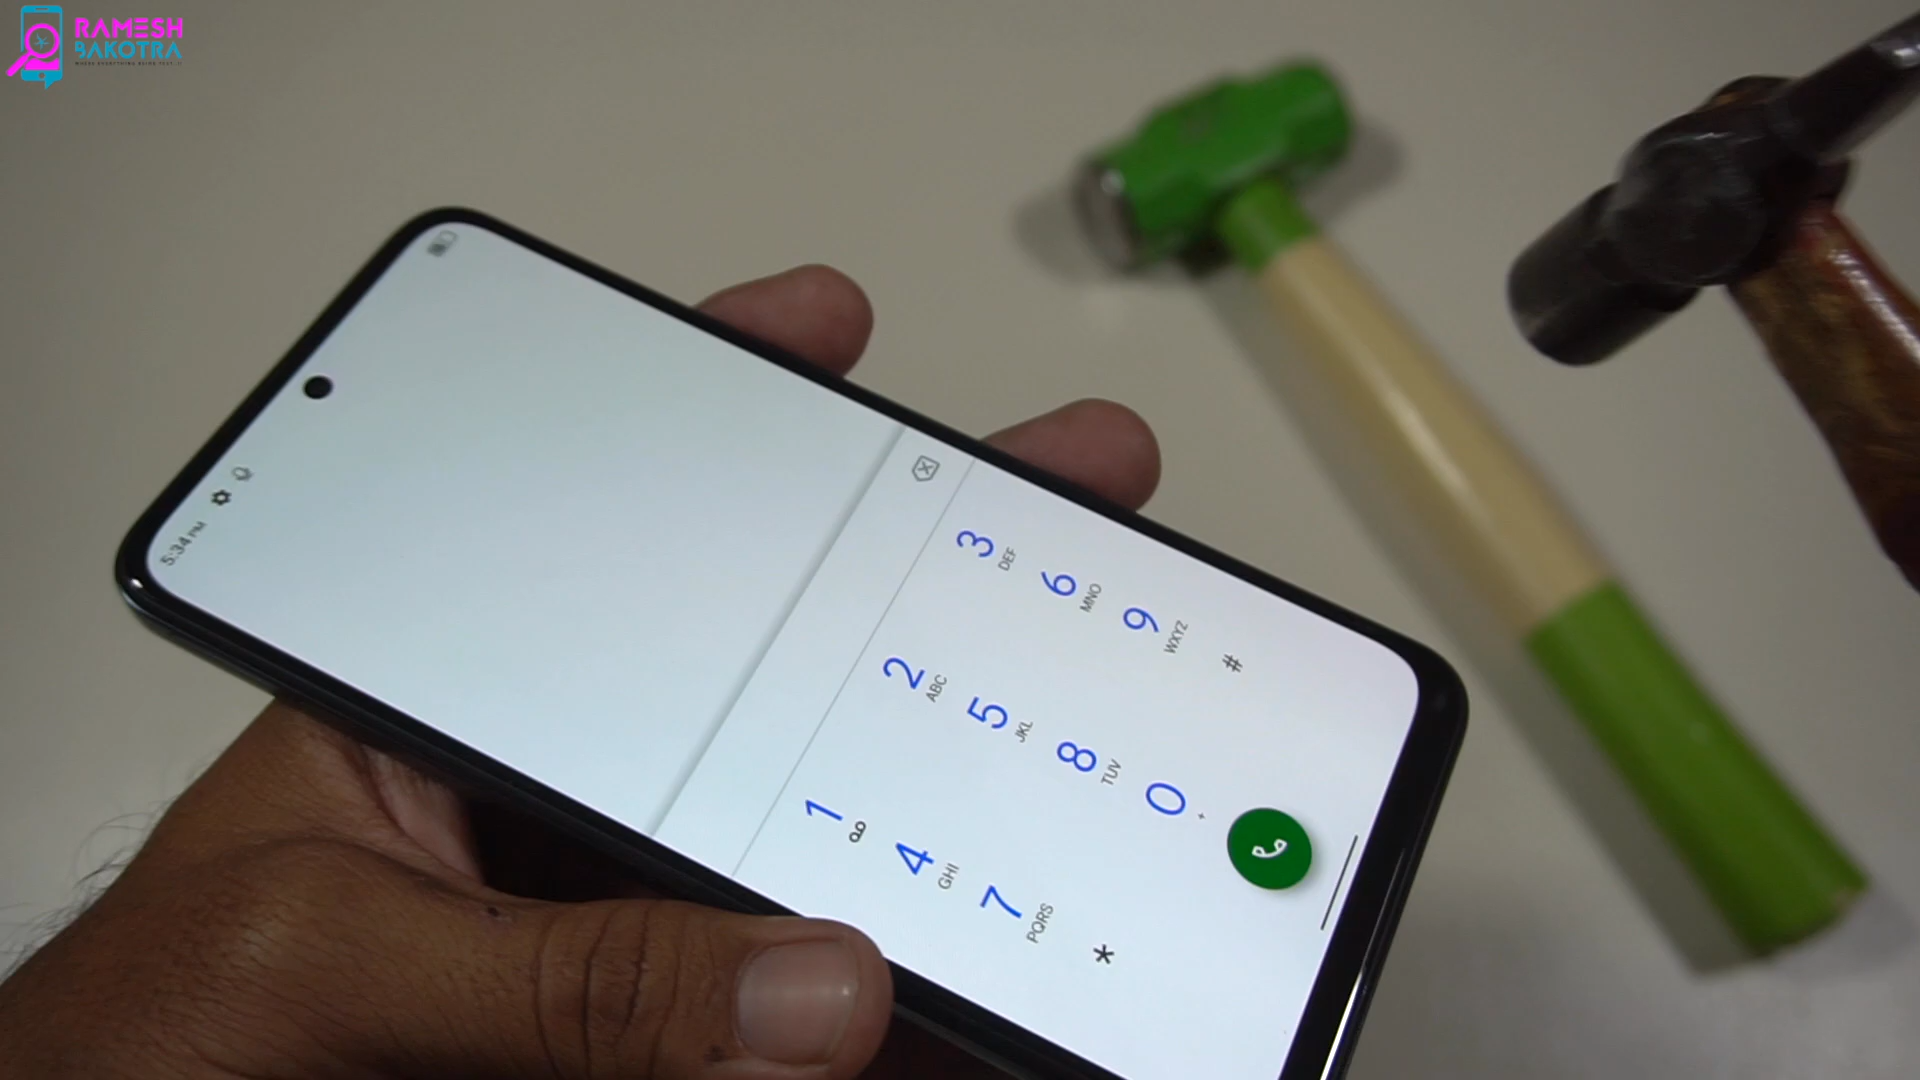 RAMESH
BAKOTRA
5:34 PM
1
2 ABC
3 DEF
4 GHI
5 JKL
6 MNO
7 PQRS
8 TUV
9 WXYZ
*
0 +
#